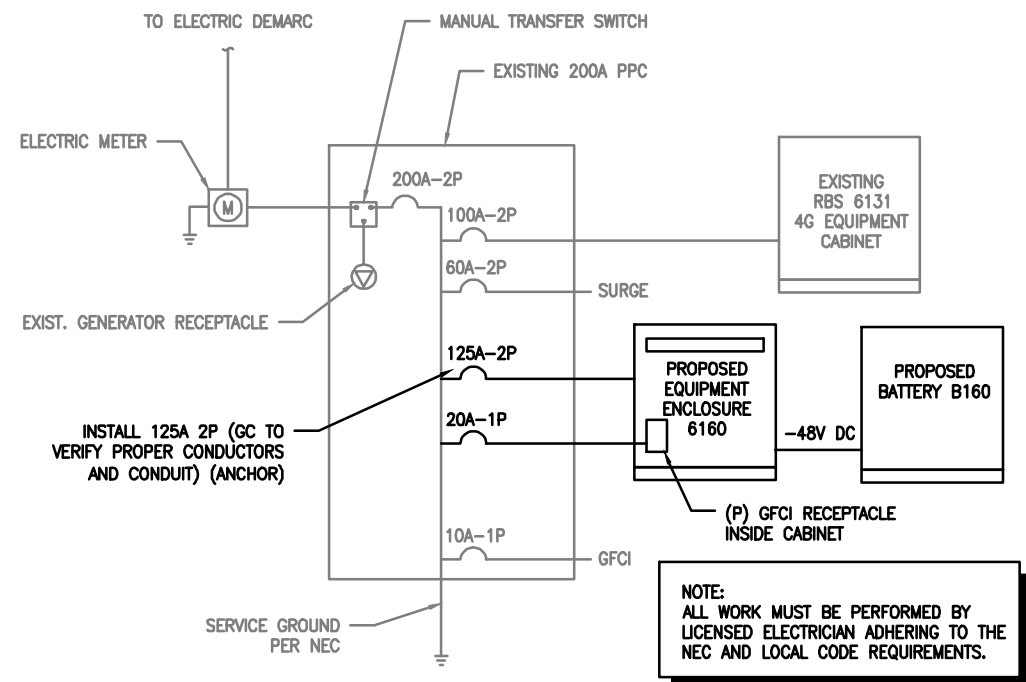 TO ELECTRIC DEMARC
MANUAL TRANSFER SWITCH
EXISTING 200A PPC
ELECTRIC METER
M
200A-2P
100A-2P
EXISTING
RBS 6131
4G EQUIPMENT
CABINET
60A-2P
SURGE
EXIST. GENERATOR RECEPTACLE
125A-2P
PROPOSED
EQUIPMENT
ENCLOSURE
6160
PROPOSED
BATTERY B160
20A-1P
-48V DC
INSTALL 125A 2P (GC TO
VERIFY PROPER CONDUCTORS
AND CONDUIT) (ANCHOR)
(P) GFCI RECEPTACLE
INSIDE CABINET
10A-1P
GFCI
SERVICE GROUND
PER NEC
NOTE:
ALL WORK MUST BE PERFORMED BY
LICENSED ELECTRICIAN ADHERING TO THE
NEC AND LOCAL CODE REQUIREMENTS.